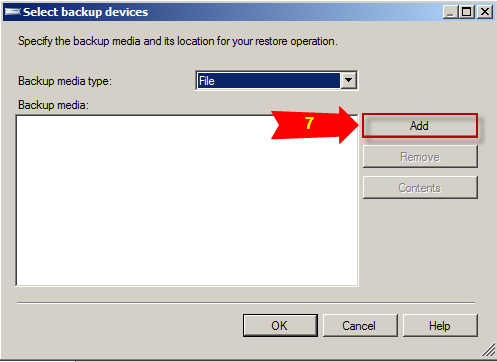 Select backup devices
Specify the backup media and its location for your restore operation.
Backup media type:
File
Backup media:
7
Add
Remove
Contents
OK
Cancel
Help